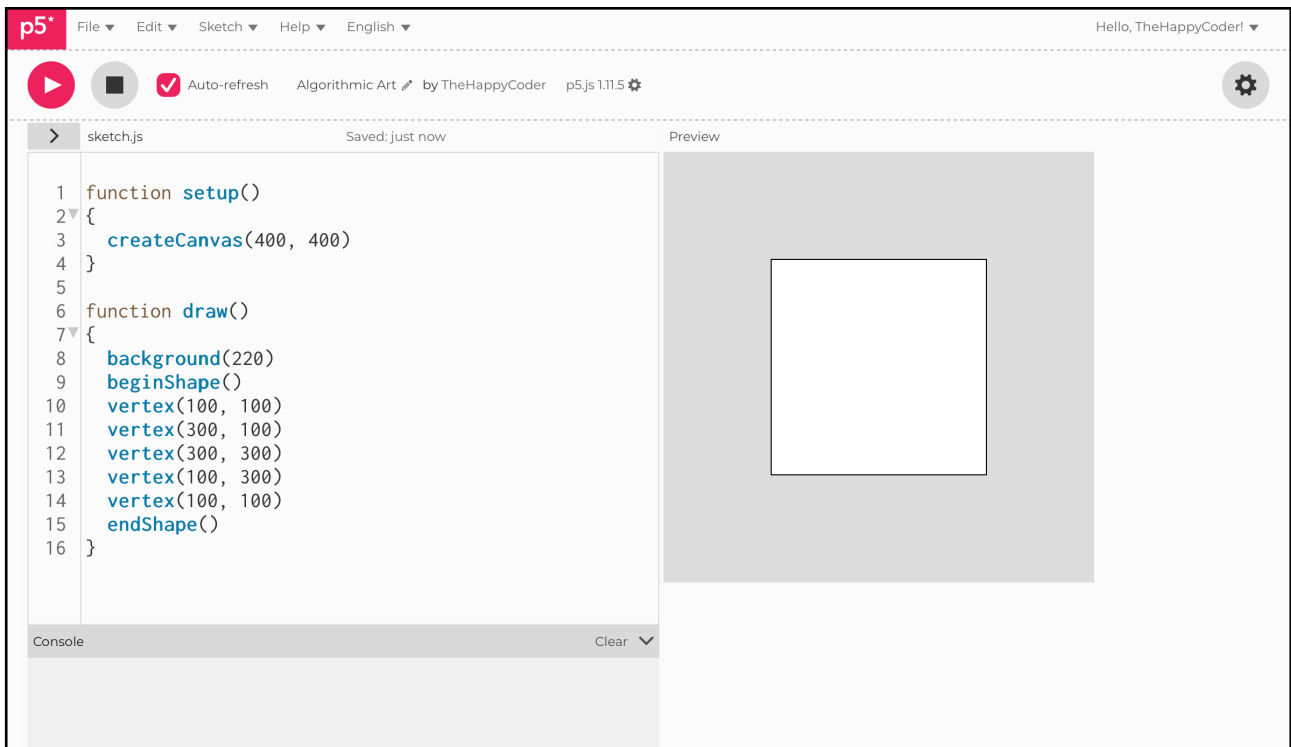 p5* File Edit Sketch Help English Hello, TheHappyCoder!
Auto-refresh Algorithmic Art by TheHappyCoder p5.js 1.11.5
sketch.js Saved: just now Preview
1 function setup()
2 {
3 createCanvas(400, 400)
4 }
5
6 function draw()
7 {
8 background(220)
9 beginShape()
10 vertex(100, 100)
11 vertex(300, 100)
12 vertex(300, 300)
13 vertex(100, 300)
14 vertex(100, 100)
15 endShape()
16 }
Console Clear